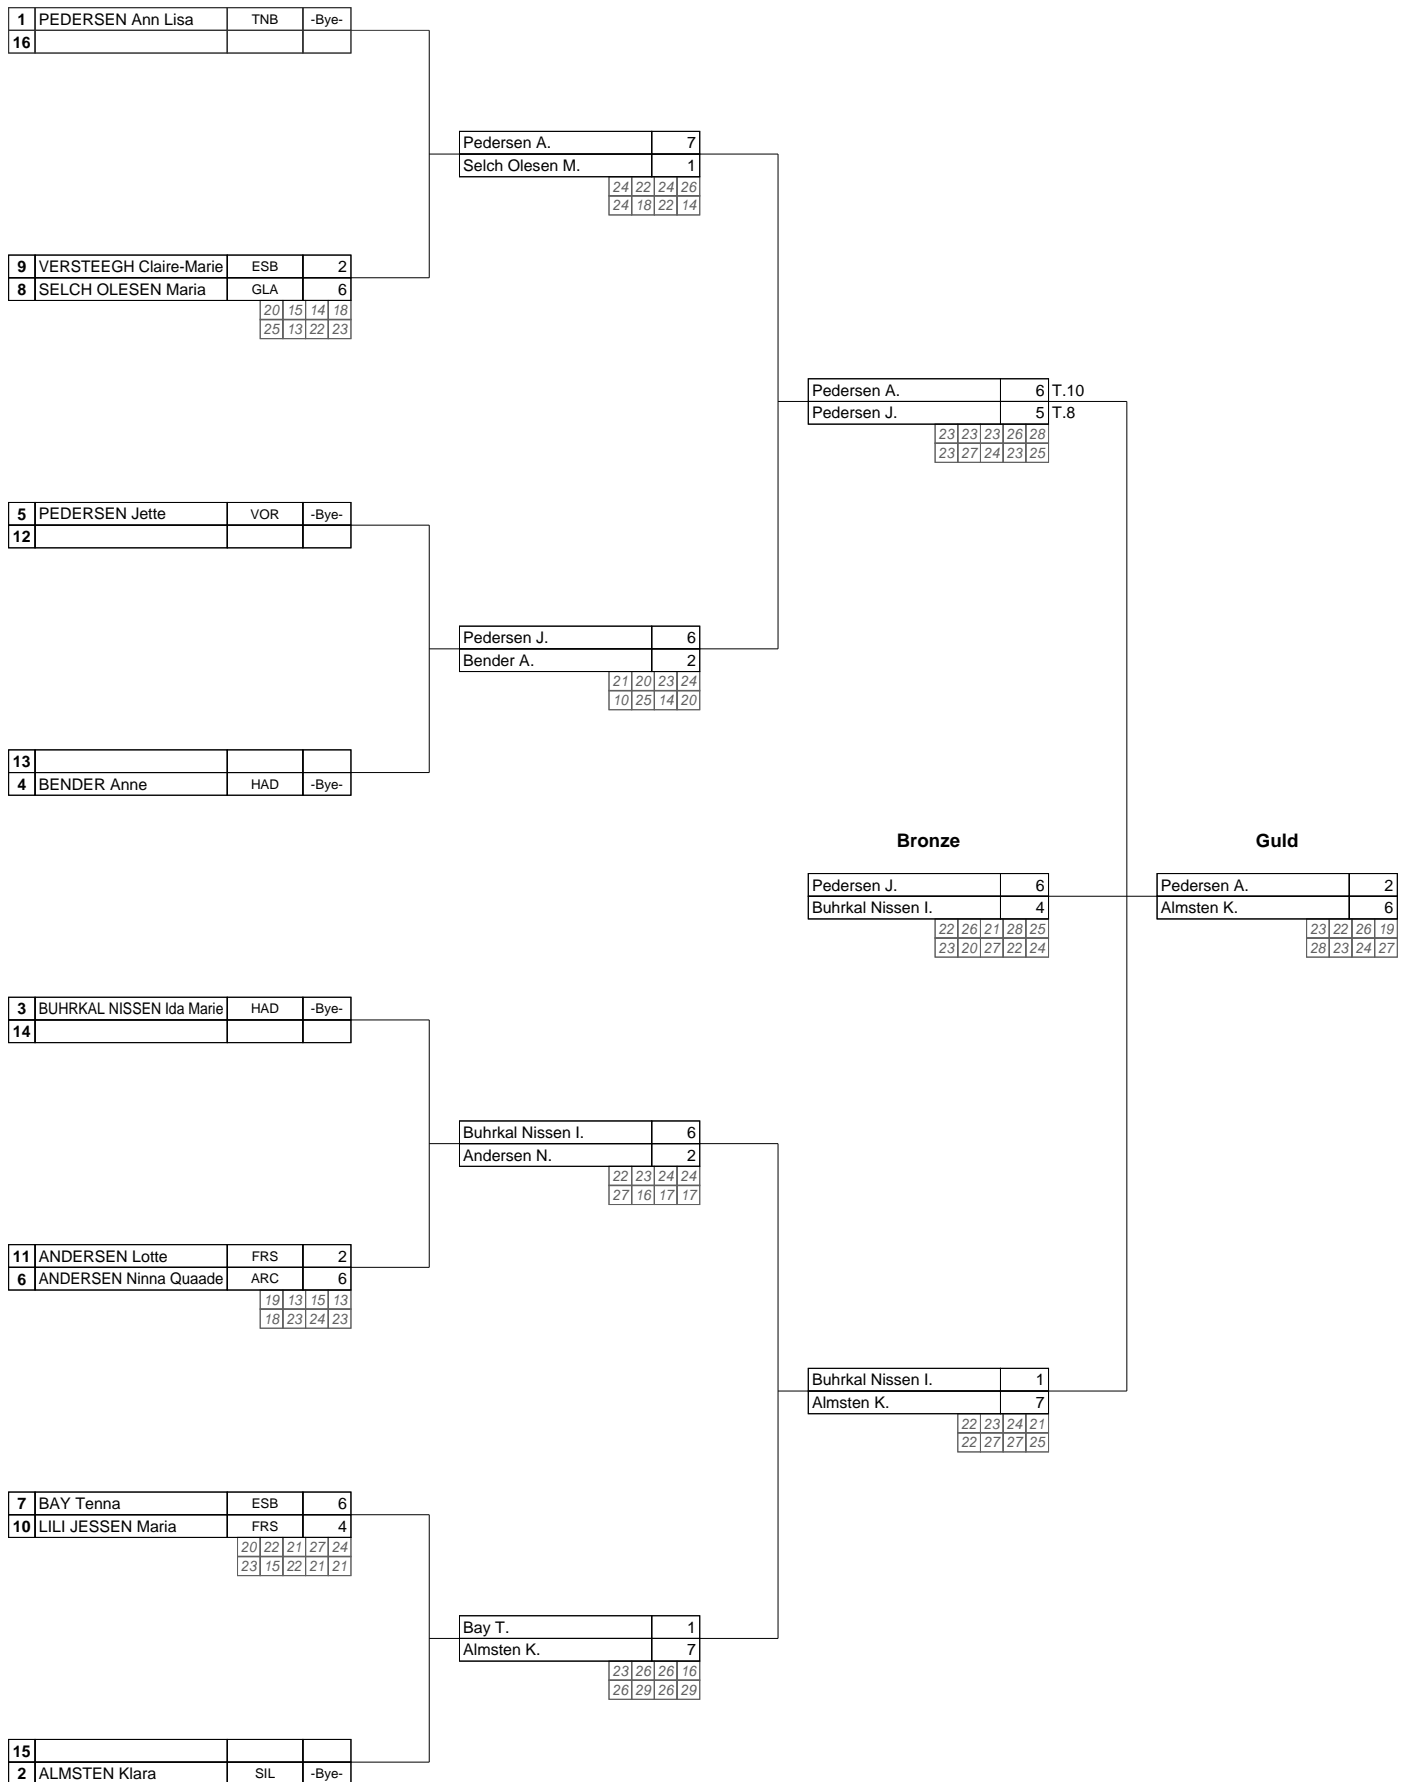 1 PEDERSEN Ann Lisa TNB -Bye-
16
Pedersen A. 7
Selch Olesen M. 1
24 22 24 26
24 18 22 14
9 VERSTEEGH Claire-Marie ESB 2
8 SELCH OLESEN Maria GLA 6
20 15 14 18
25 13 22 23
Pedersen A. 6 T.10
Pedersen J. 5 T.8
23 23 23 26 28
23 27 24 23 25
5 PEDERSEN Jette VOR -Bye-
12
Pedersen J. 6
Bender A. 2
21 20 23 24
10 25 14 20
13
4 BENDER Anne HAD -Bye-
Bronze Guld
Pedersen J. 6 Pedersen A. 2
Buhrkal Nissen I. 4 Almsten K. 6
22 26 21 28 25 23 22 26 19
23 20 27 22 24 28 23 24 27
3 BUHRKAL NISSEN Ida Marie HAD -Bye-
14
Buhrkal Nissen I. 6
Andersen N. 2
22 23 24 24
27 16 17 17
11 ANDERSEN Lotte FRS 2
6 ANDERSEN Ninna Quaade ARC 6
19 13 15 13
18 23 24 23
Buhrkal Nissen I. 1
Almsten K. 7
22 23 24 21
22 27 27 25
7 BAY Tenna ESB 6
10 LILI JESSEN Maria FRS 4
20 22 21 27 24
23 15 22 21 21
Bay T. 1
Almsten K. 7
23 26 26 16
26 29 26 29
15
2 ALMSTEN Klara SIL -Bye-